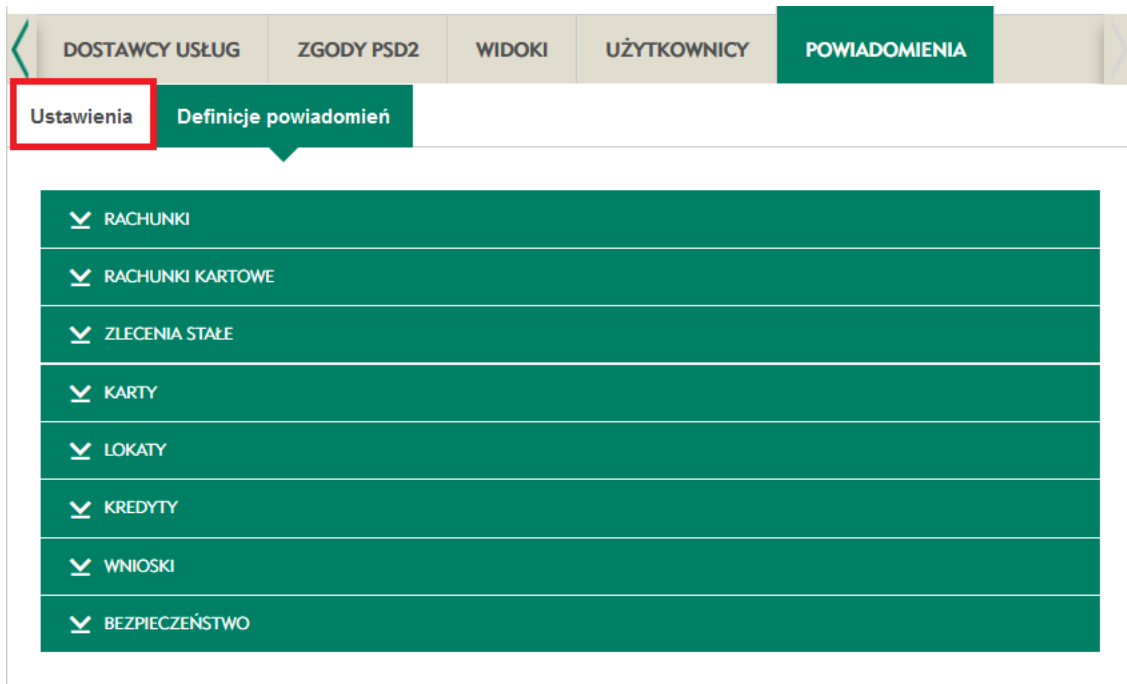 DOSTAWCY USŁUG ZGODY PSD2 WIDOKI UŻYTKOWNICY POWIADOMIENIA
Ustawienia Definicje powiadomień
RACHUNKI
RACHUNKI KARTOWE
ZLECENIA STAŁE
KARTY
LOKATY
KREDYTY
WNIOSKI
BEZPIECZEŃSTWO